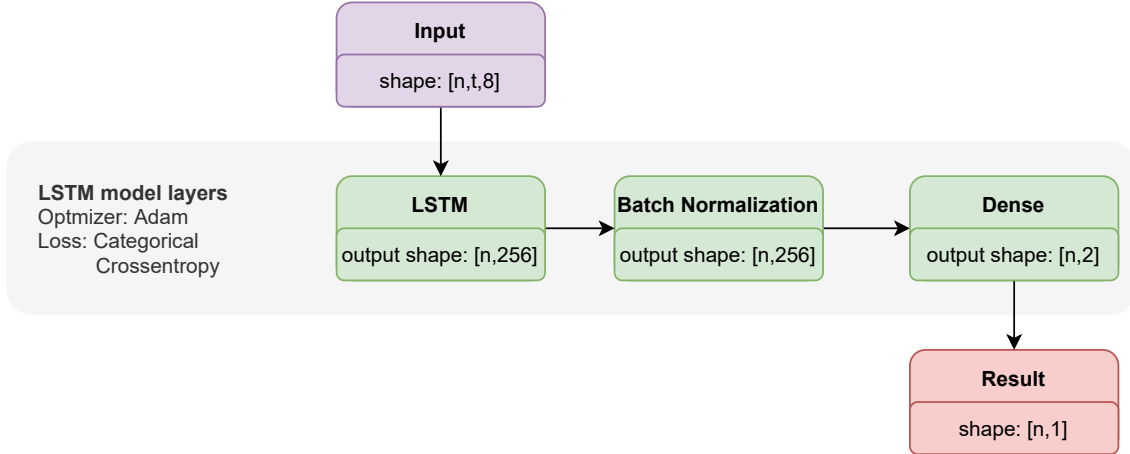 Input
shape: [n,t,8]
LSTM model layers
Optmizer: Adam
Loss: Categorical
Crossentropy
LSTM
output shape: [n,256]
Batch Normalization
output shape: [n,256]
Dense
output shape: [n,2]
Result
shape: [n,1]